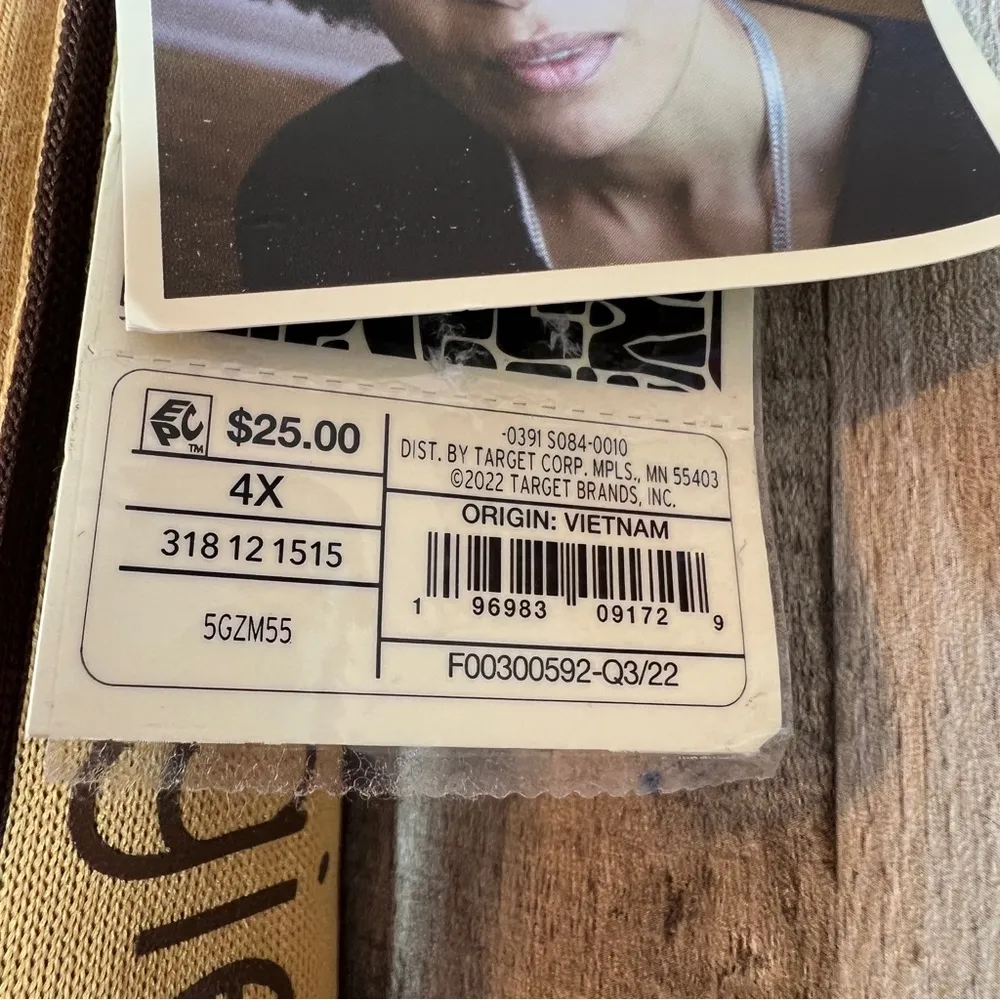 EPC™ $25.00
4X
318 12 1515
5GZM55
-0391 S084-0010
DIST. BY TARGET CORP. MPLS., MN 55403
©2022 TARGET BRANDS, INC.
ORIGIN: VIETNAM
1 96983 09172 9
F00300592-Q3/22